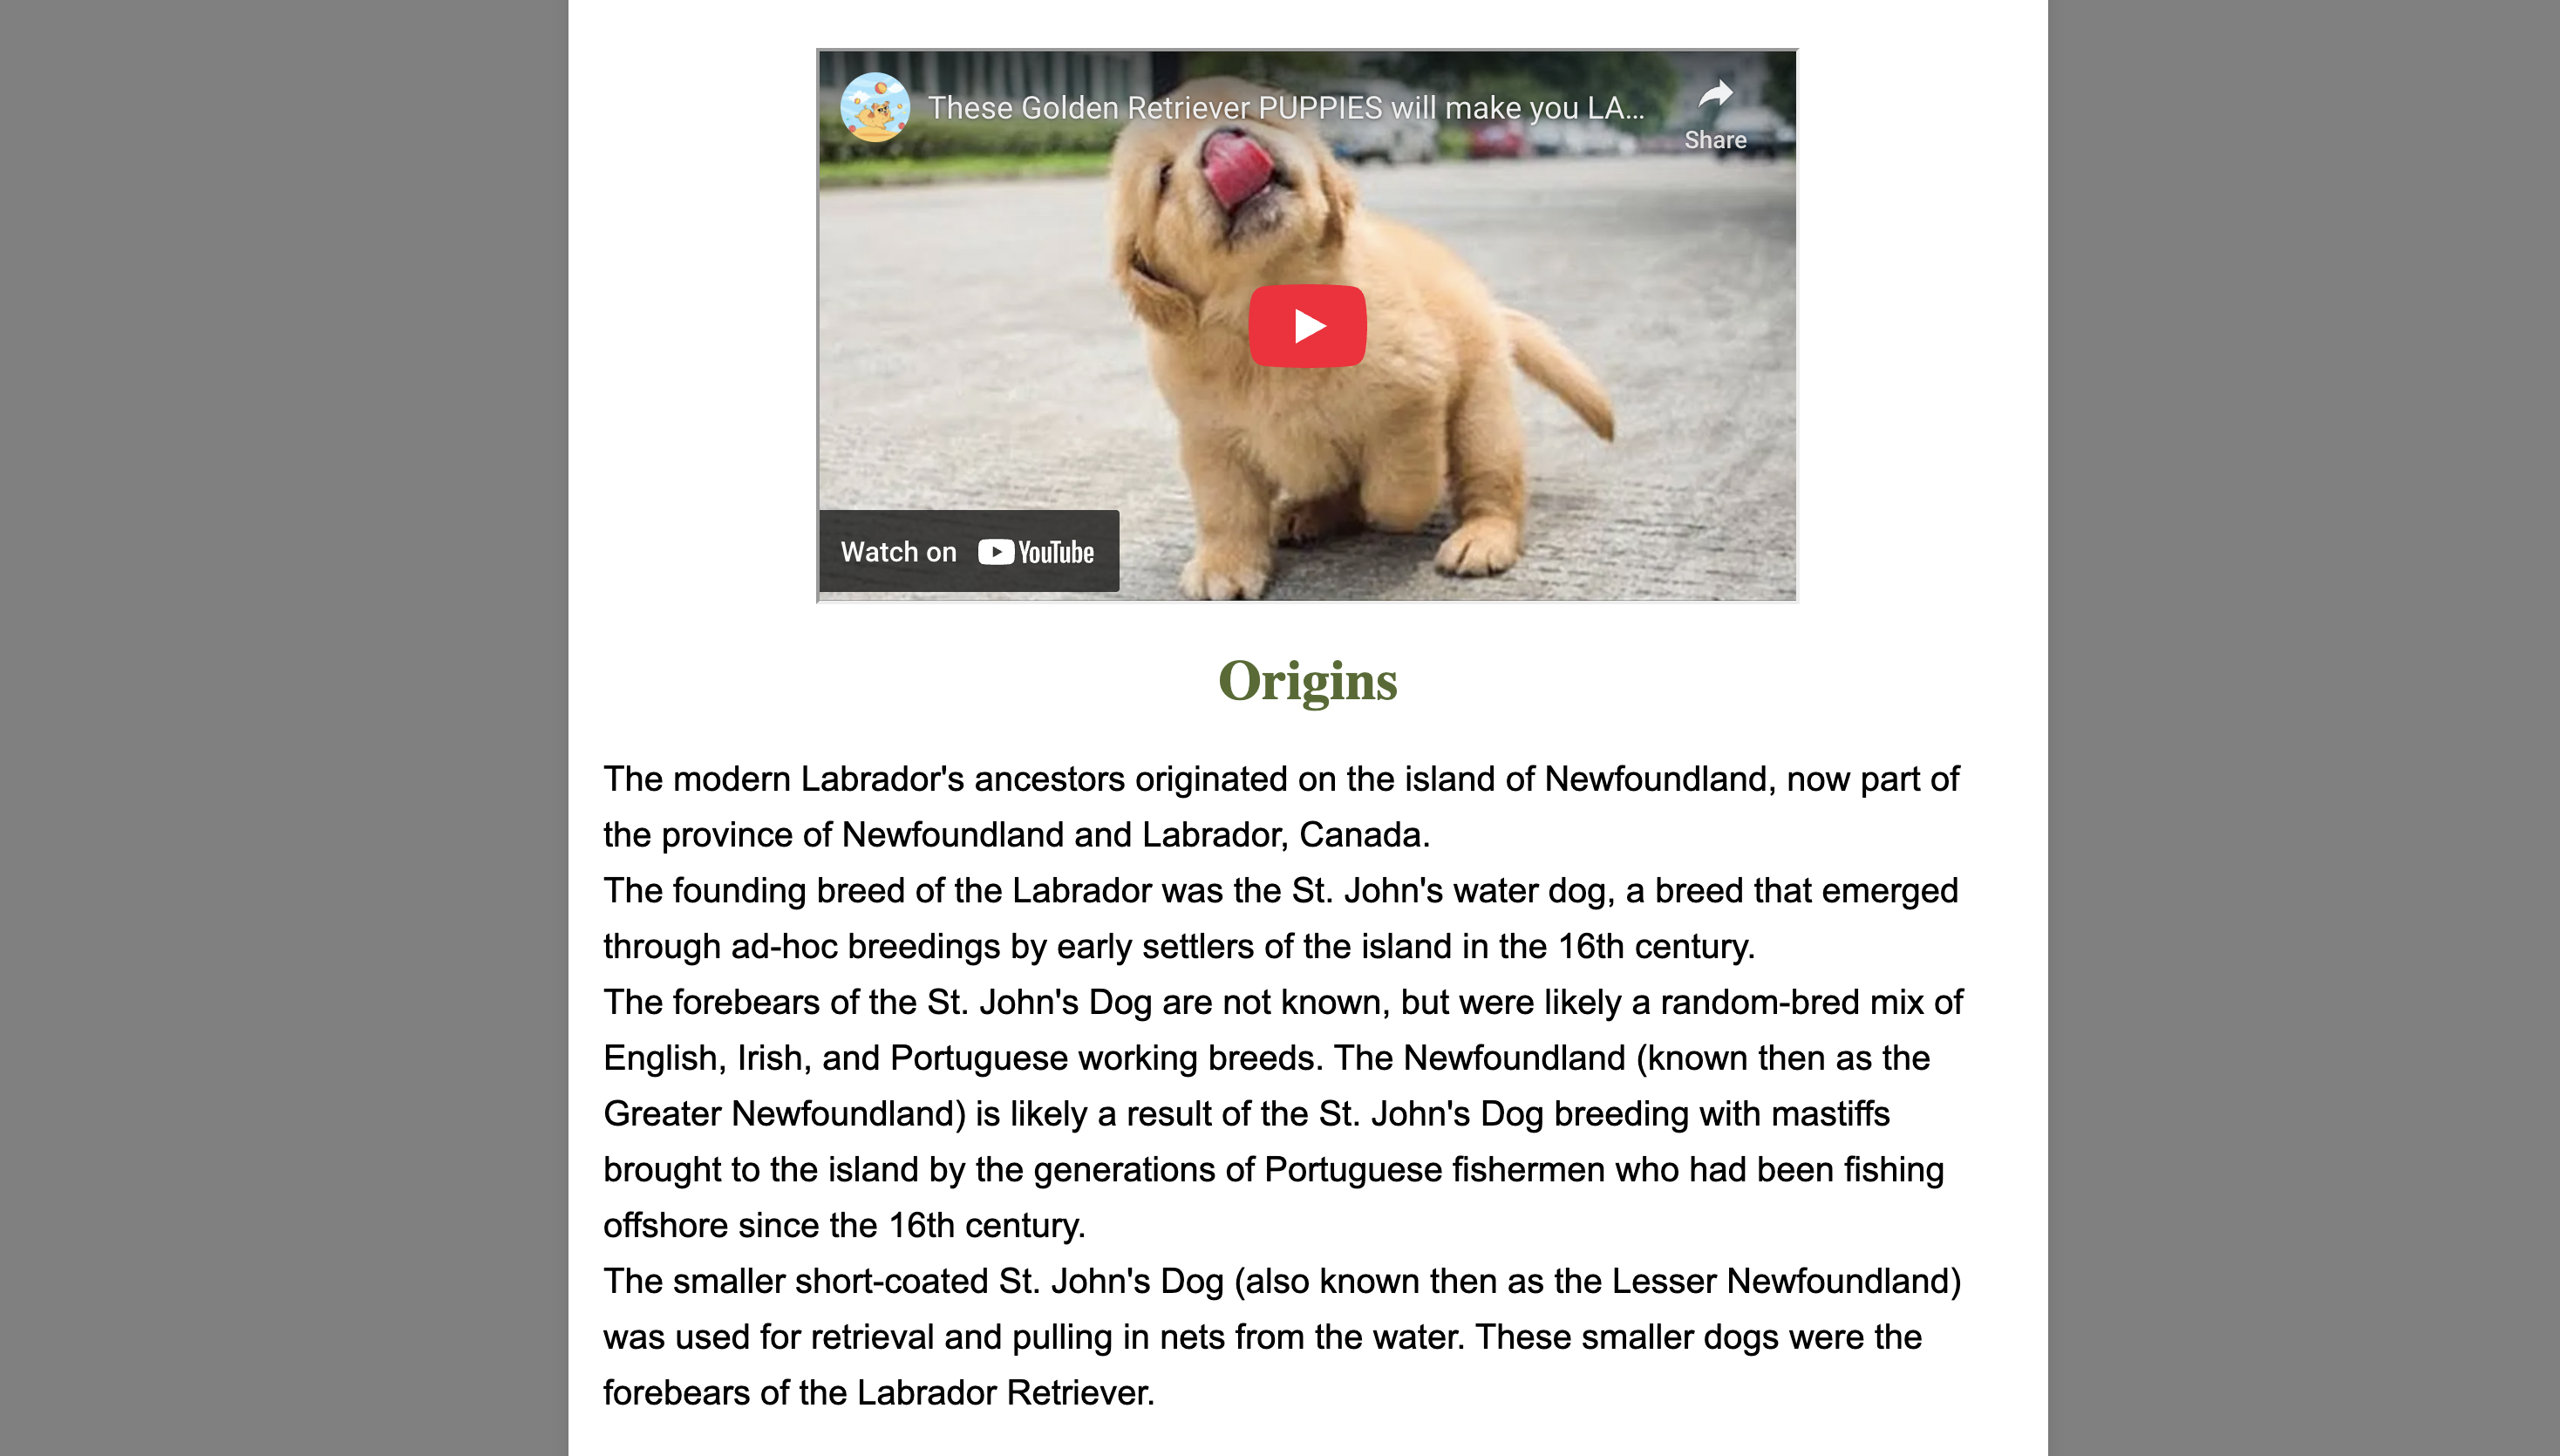 These Golden Retriever PUPPIES will make you LA...
Share
Watch on YouTube
Origins
The modern Labrador's ancestors originated on the island of Newfoundland, now part of
the province of Newfoundland and Labrador, Canada.
The founding breed of the Labrador was the St. John's water dog, a breed that emerged
through ad-hoc breedings by early settlers of the island in the 16th century.
The forebears of the St. John's Dog are not known, but were likely a random-bred mix of
English, Irish, and Portuguese working breeds. The Newfoundland (known then as the
Greater Newfoundland) is likely a result of the St. John's Dog breeding with mastiffs
brought to the island by the generations of Portuguese fishermen who had been fishing
offshore since the 16th century.
The smaller short-coated St. John's Dog (also known then as the Lesser Newfoundland)
was used for retrieval and pulling in nets from the water. These smaller dogs were the
forebears of the Labrador Retriever.